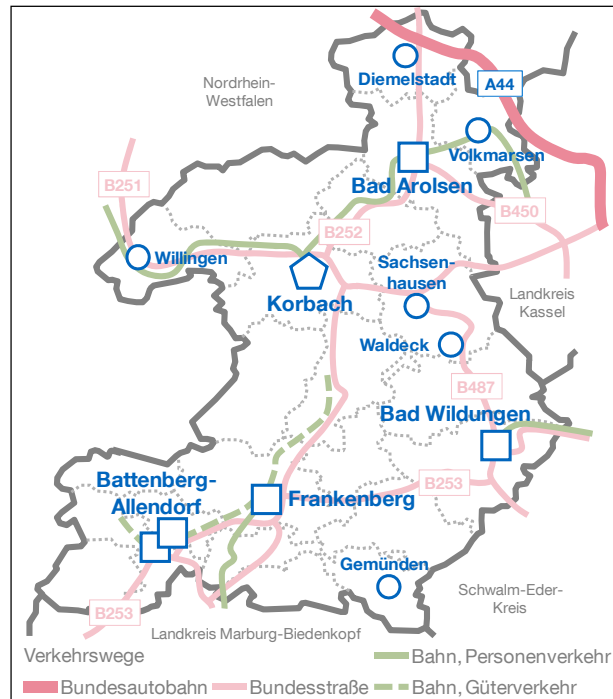 Nordrhein-
Westfalen
Diemelstadt
A44
Volkmarsen
Bad Arolsen
B251
B450
B252
Willingen
Sachsen-
hausen
Korbach
Landkreis
Kassel
Waldeck
B487
Bad Wildungen
Battenberg-
Allendorf
Frankenberg
B253
Gemünden
Schwalm-Eder-
Kreis
B253
Landkreis Marburg-Biedenkopf
Verkehrswege
Bahn, Personenverkehr
Bundesautobahn
Bundesstraße
Bahn, Güterverkehr